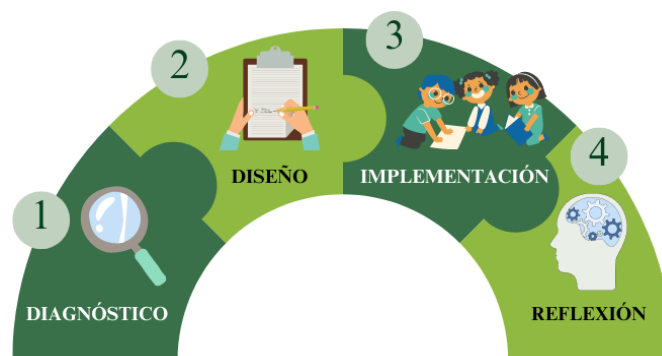 1
DIAGNÓSTICO
2
DISEÑO
3
IMPLEMENTACIÓN
4
REFLEXIÓN